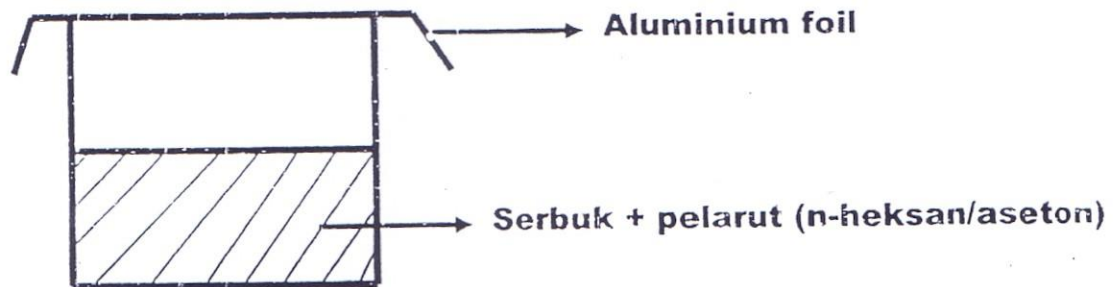 Aluminium foil
Serbuk + pelarut (n-heksan/aseton)